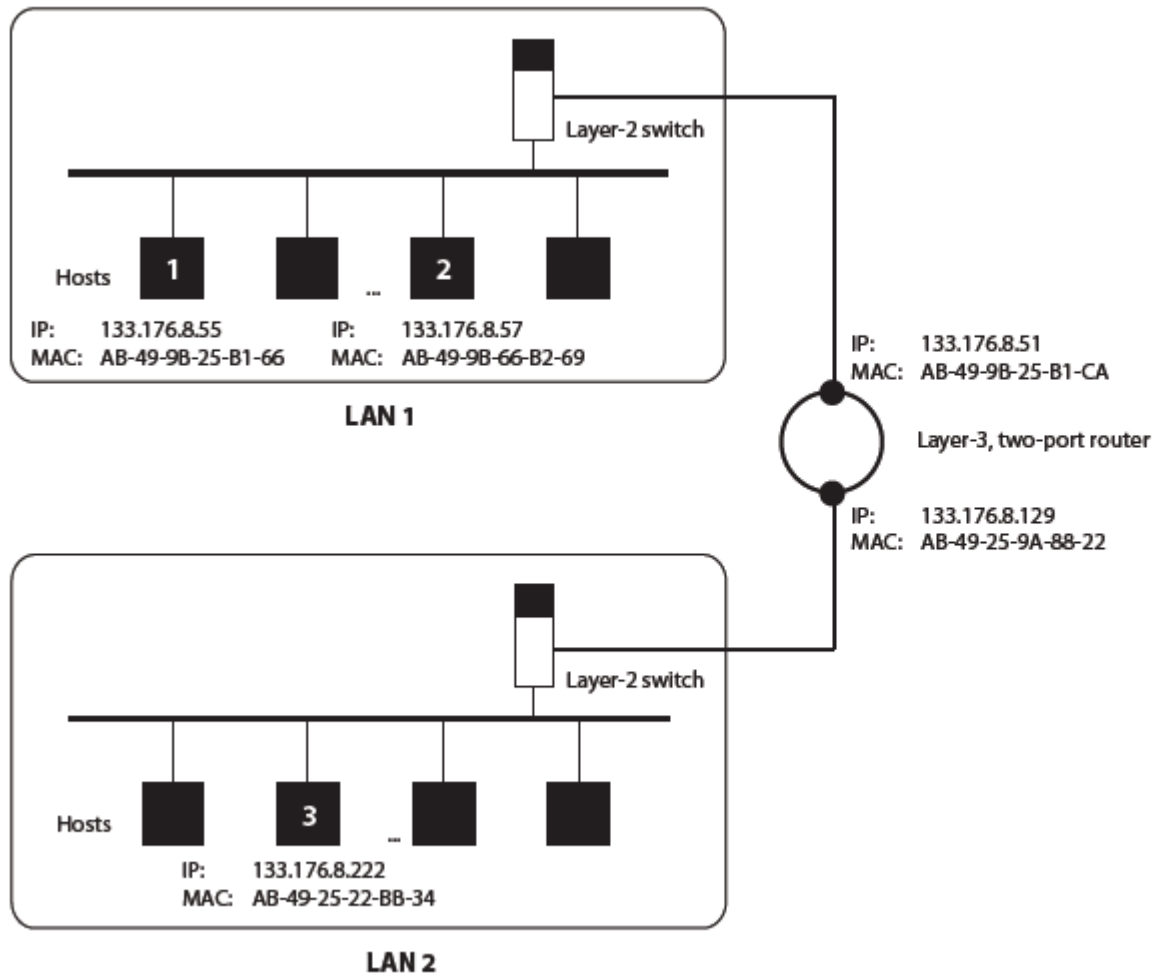 Layer-2 switch
1
2
Hosts
...
IP: 133.176.8.55
MAC: AB-49-9B-25-B1-66
IP: 133.176.8.57
MAC: AB-49-9B-66-B2-69
LAN 1
IP: 133.176.8.51
MAC: AB-49-9B-25-B1-CA
Layer-3, two-port router
IP: 133.176.8.129
MAC: AB-49-25-9A-88-22
Layer-2 switch
Hosts
3
...
IP: 133.176.8.222
MAC: AB-49-25-22-BB-34
LAN 2